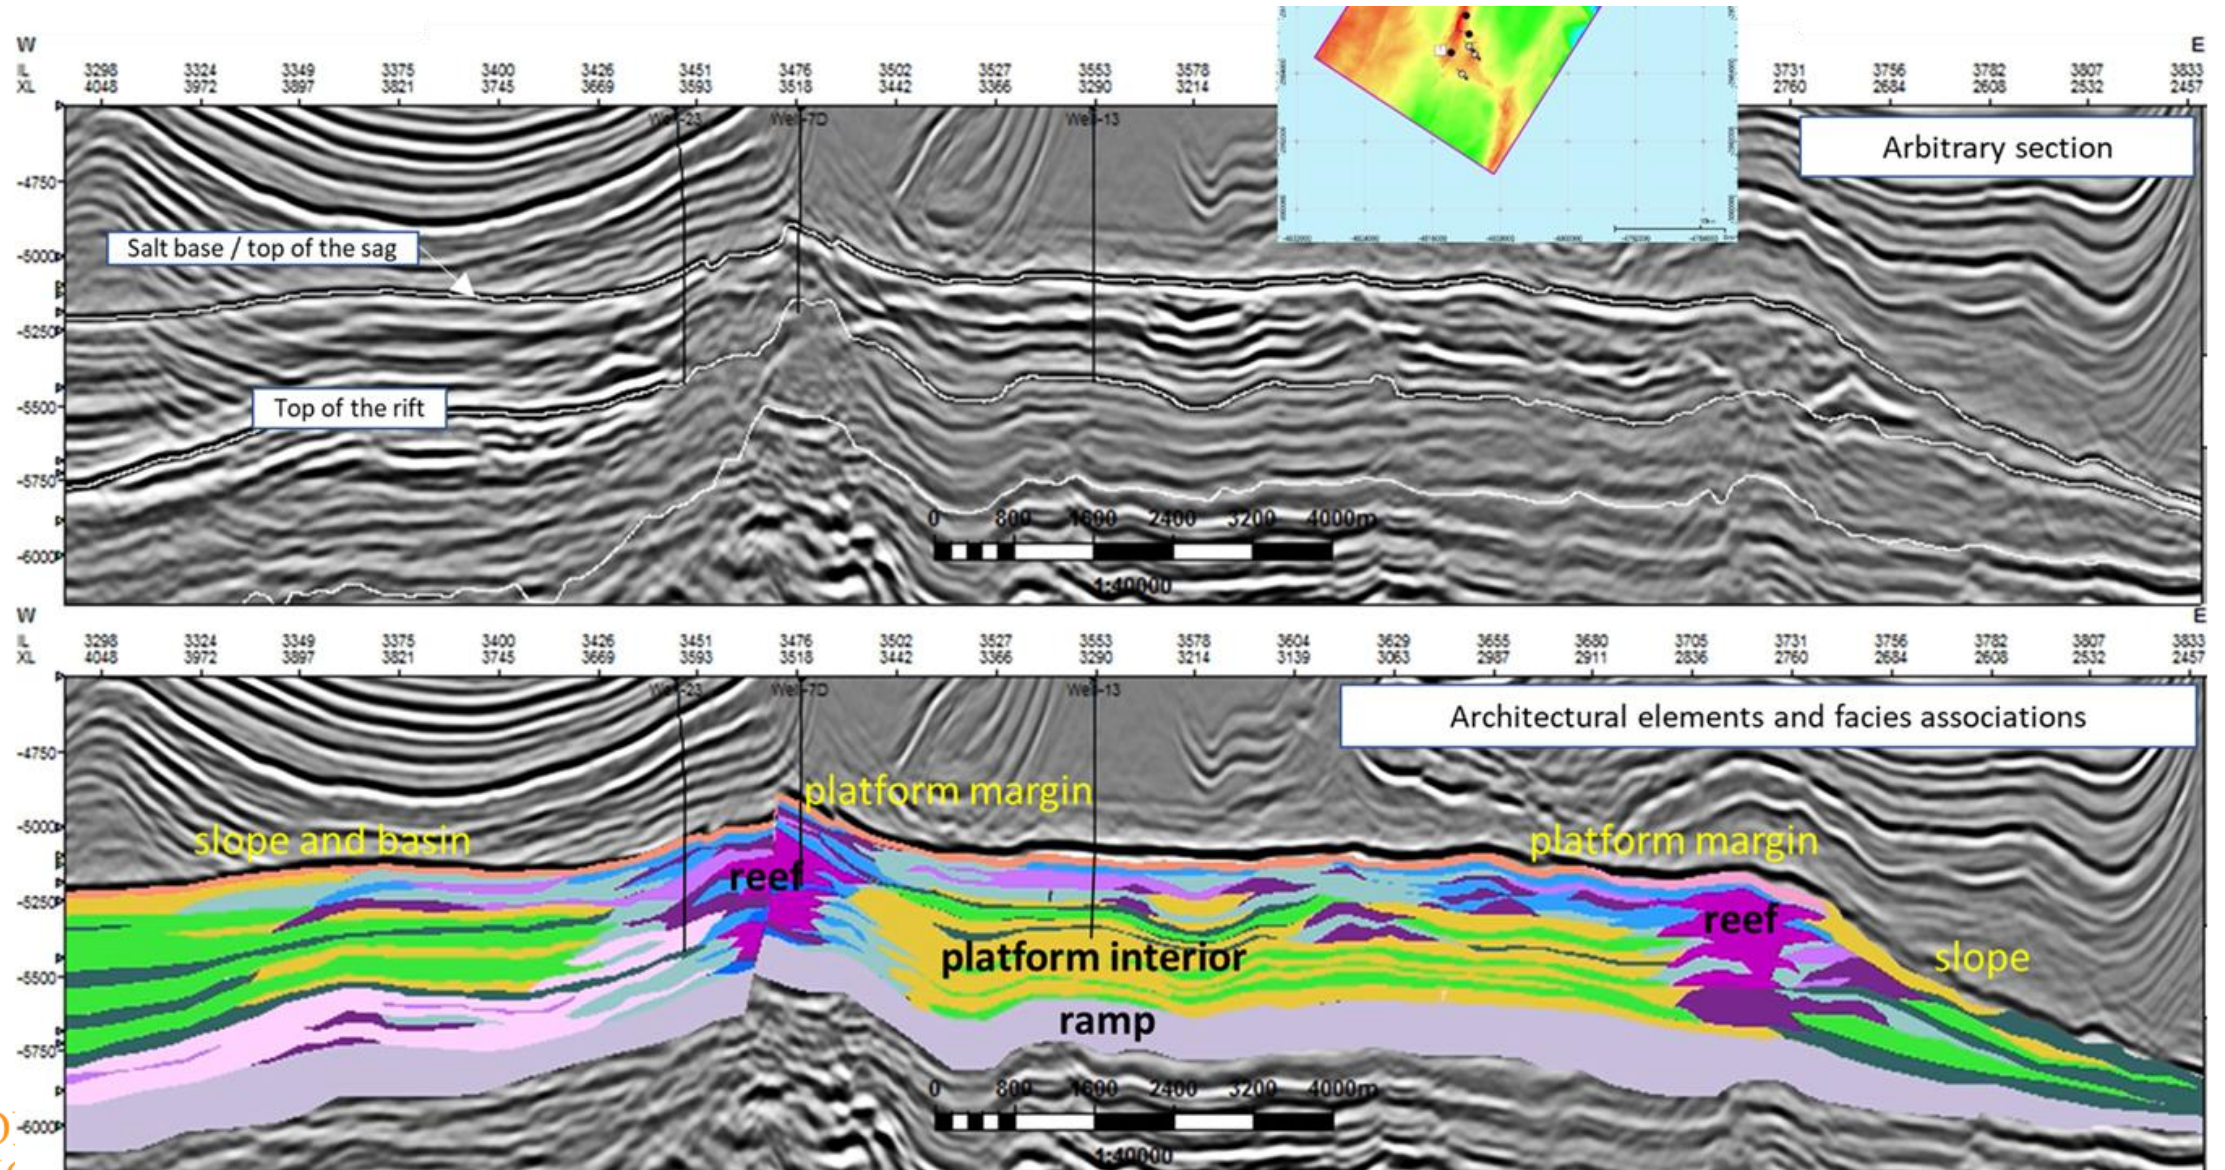 W
E
IL 3298 3324 3349 3375 3400 3426 3451 3476 3502 3527 3553 3578 3731 3756 3782 3807 3833
XL 4048 3972 3897 3821 3745 3669 3593 3518 3442 3366 3290 3214 2760 2684 2608 2532 2457
Well-23 Well-7D Well-13
Arbitrary section
-4750
Salt base / top of the sag
-5000
-5250
Top of the rift
-5500
-5750
0 800 1600 2400 3200 4000m
-6000
1:40000
W
E
IL 3298 3324 3349 3375 3400 3426 3451 3476 3502 3527 3553 3578 3604 3629 3655 3680 3705 3731 3756 3782 3807 3833
XL 4048 3972 3897 3821 3745 3669 3593 3518 3442 3366 3290 3214 3139 3063 2987 2911 2836 2760 2684 2608 2532 2457
Well-23 Well-7D Well-13
Architectural elements and facies associations
-4750
platform margin
-5000
slope and basin
platform margin
reef
-5250
reef
platform interior
slope
-5500
ramp
-5750
0 800 1600 2400 3200 4000m
-6000
1:40000